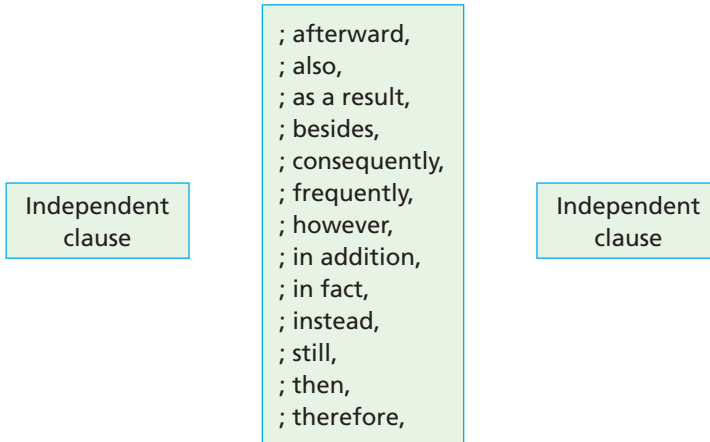 Independent
clause
; afterward,
; also,
; as a result,
; besides,
; consequently,
; frequently,
; however,
; in addition,
; in fact,
; instead,
; still,
; then,
; therefore,
Independent
clause